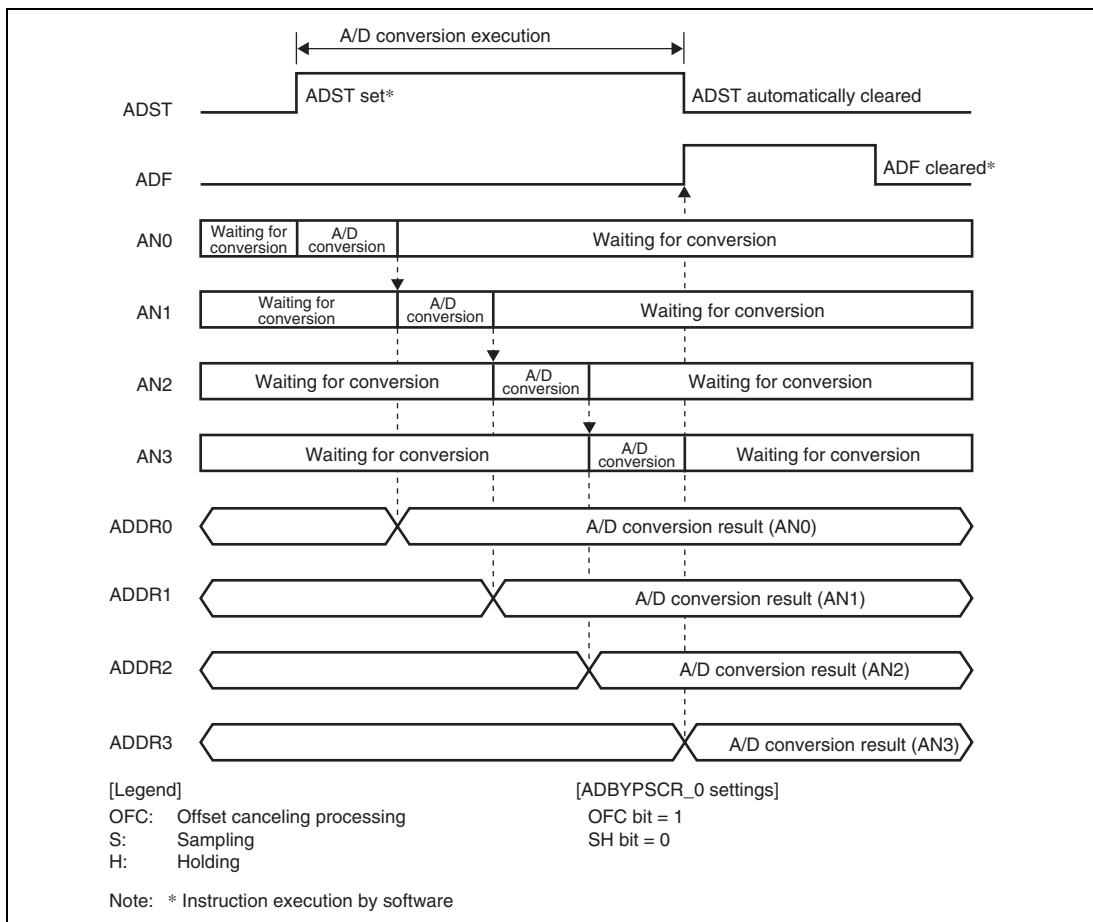 A/D conversion execution
ADST
ADST set*
ADST automatically cleared
ADF
ADF cleared*
AN0
Waiting for
conversion
A/D
conversion
Waiting for conversion
AN1
Waiting for
conversion
A/D
conversion
Waiting for conversion
AN2
Waiting for conversion
A/D
conversion
Waiting for conversion
AN3
Waiting for conversion
A/D
conversion
Waiting for conversion
ADDR0
A/D conversion result (AN0)
ADDR1
A/D conversion result (AN1)
ADDR2
A/D conversion result (AN2)
ADDR3
A/D conversion result (AN3)
[Legend]
OFC: Offset canceling processing
S: Sampling
H: Holding
[ADBYPSCR_0 settings]
OFC bit = 1
SH bit = 0
Note: * Instruction execution by software